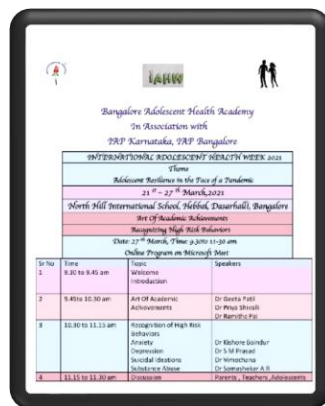 iAHW
Bangalore Adolescent Health Academy
In Association with
IAP Karnataka, IAP Bangalore
INTERNATIONAL ADOLESCENT HEALTH WEEK 2021
Theme
Adolescent Resilience in the Face of a Pandemic
21st – 27th March,2021
North Hill International School, Hebbal, Dasarhalli, Bangalore
Art Of Academic Achievements
Recognizing High Risk Behaviors
Date: 27th March, Time: 9.30to 11-30 am
Online Program on Microsoft Meet
Sr No Time Topic Speakers
1 9.30 to 9.45 am Welcome
Introduction
2 9.45to 10.30 am Art Of Academic Dr Geeta Patil
Achievements Dr Priya Shivalli
Dr Ramitha Pai
3 10.30 to 11.15 am Recognition of High Risk
Behaviors
Anxiety Dr Kishore Baindur
Depression Dr S M Prasad
Suicidal Ideations Dr Vimochana
Substance Abuse Dr Somashekar A R
4 11.15 to 11.30 am Discussion Parents , Teachers ,Adolescents